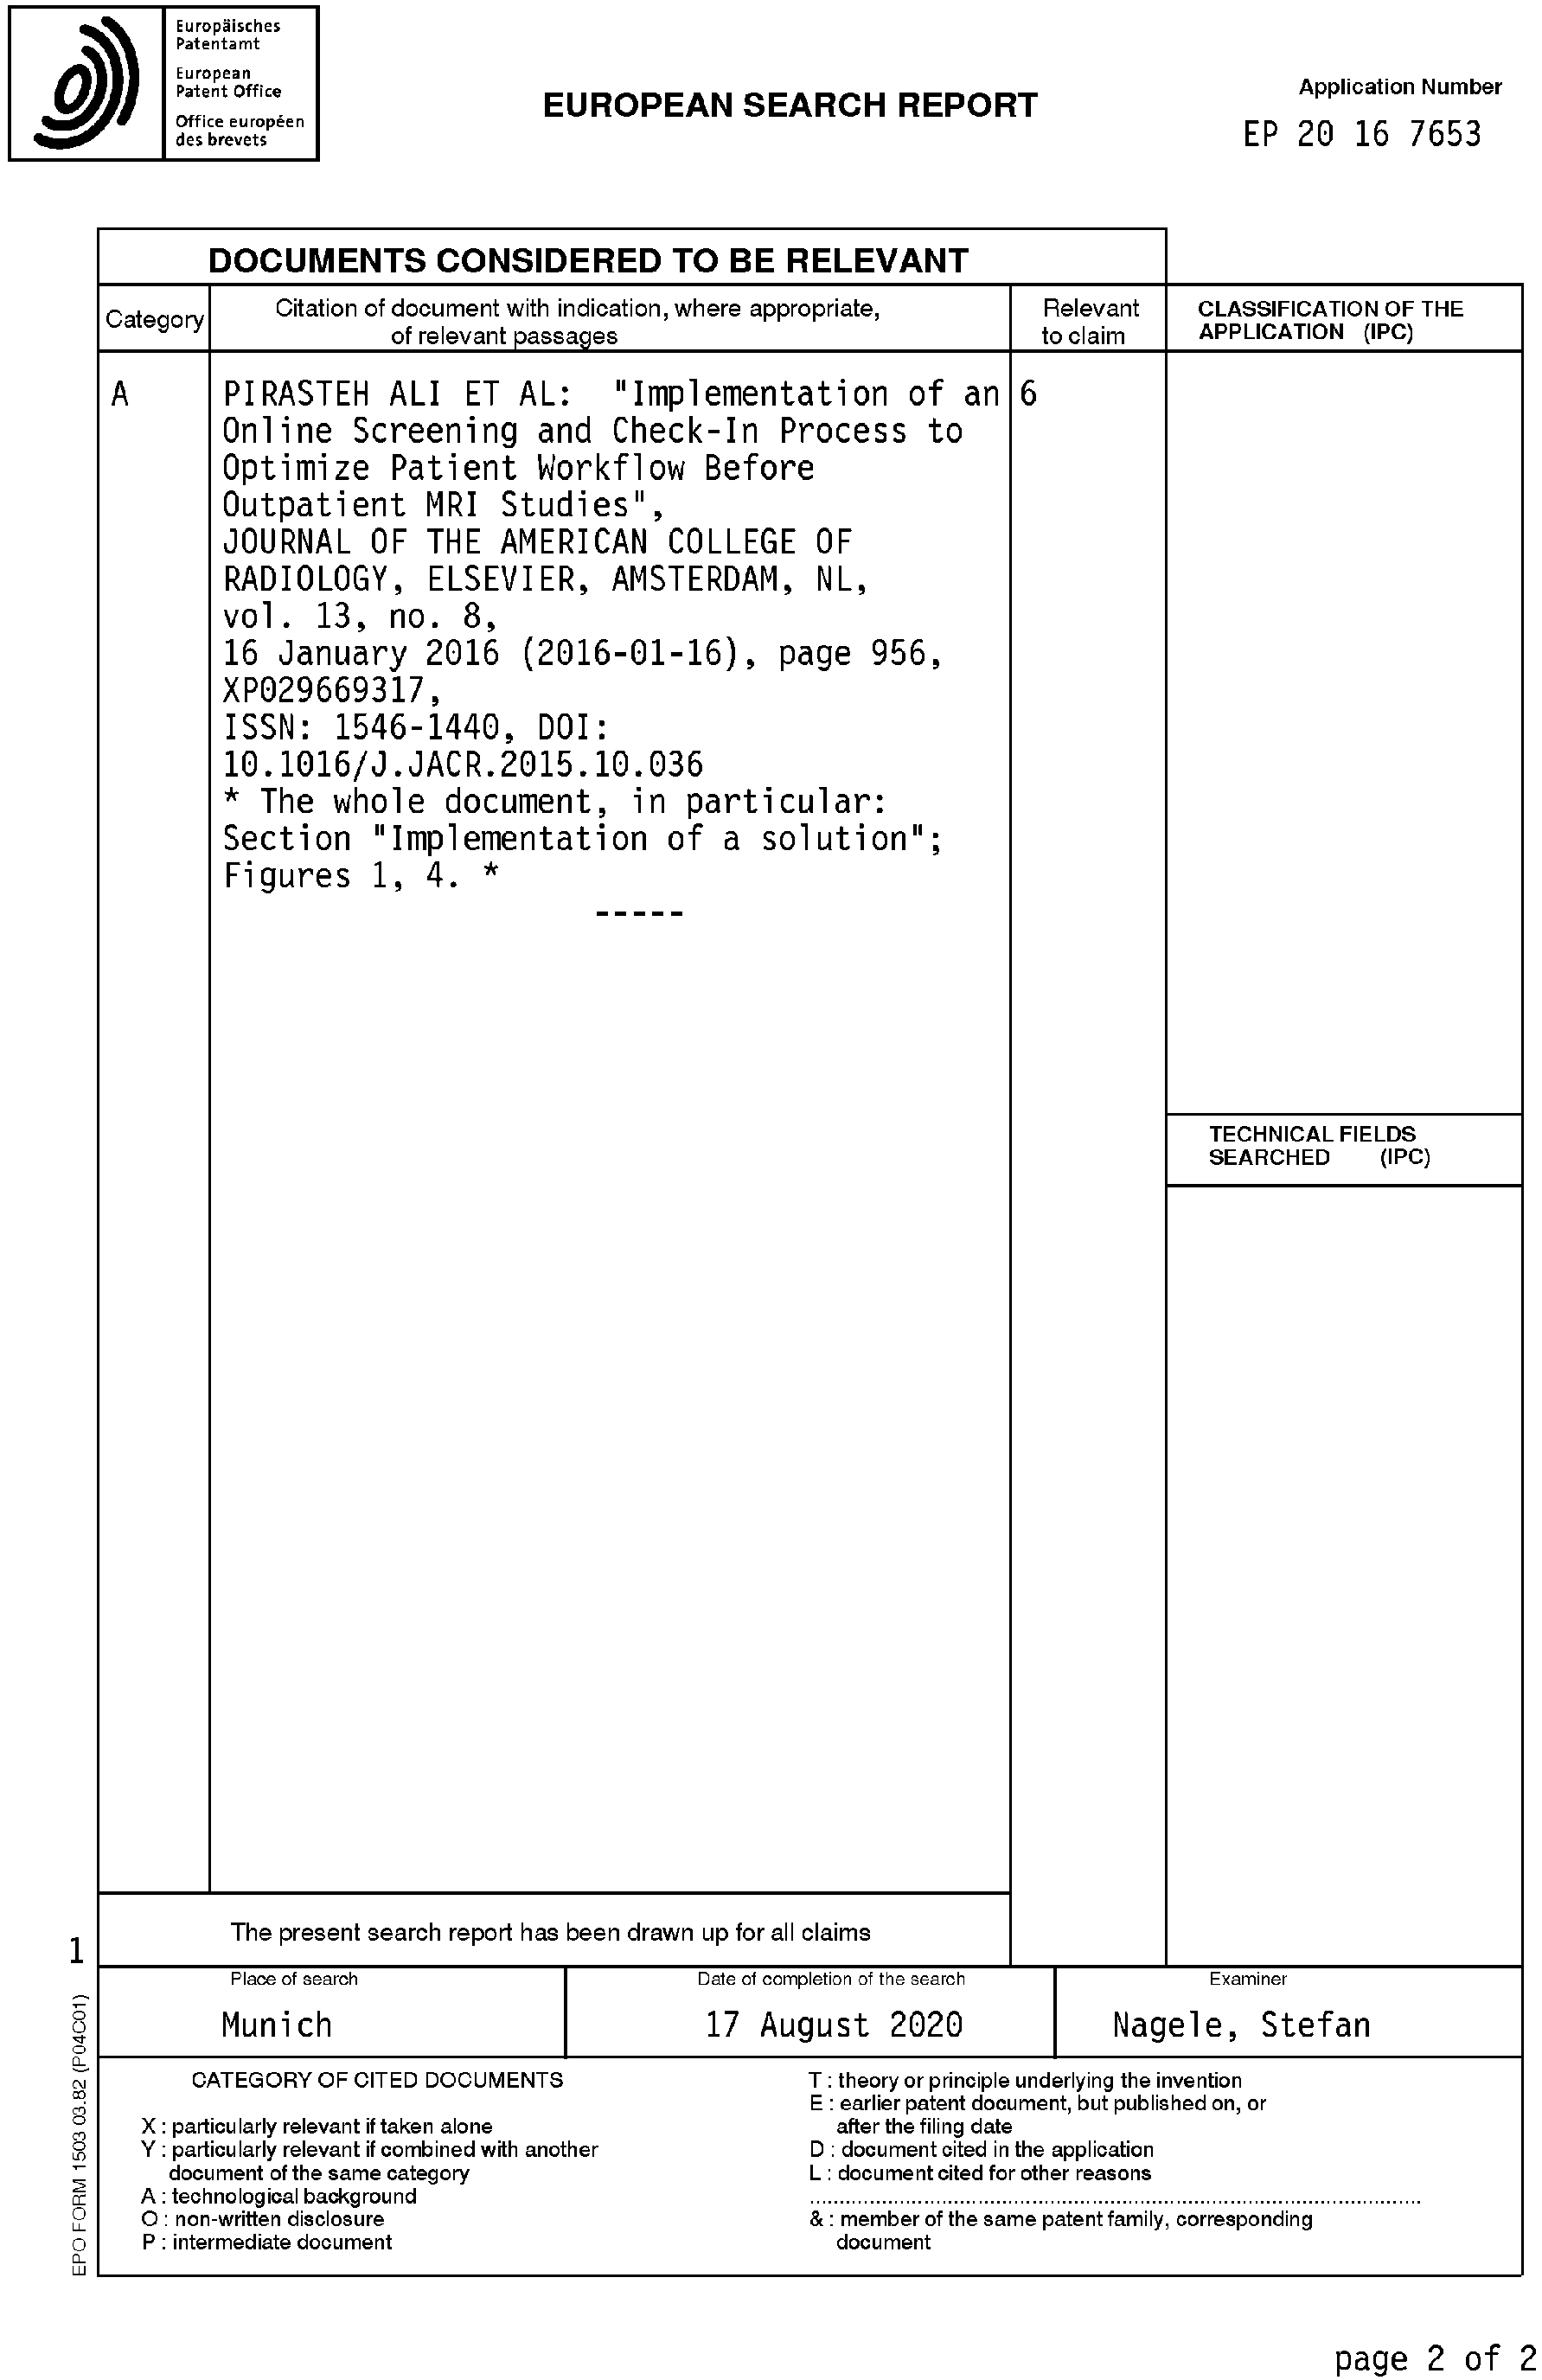 Europäisches
Patentamt
European
Patent Office
Office européen
des brevets
EUROPEAN SEARCH REPORT
Application Number
EP 20 16 7653
DOCUMENTS CONSIDERED TO BE RELEVANT
Category
Citation of document with indication, where appropriate,
of relevant passages
Relevant
to claim
CLASSIFICATION OF THE
APPLICATION (IPC)
A
PIRASTEH ALI ET AL: "Implementation of an
Online Screening and Check-In Process to
Optimize Patient Workflow Before
Outpatient MRI Studies",
JOURNAL OF THE AMERICAN COLLEGE OF
RADIOLOGY, ELSEVIER, AMSTERDAM, NL,
vol. 13, no. 8,
16 January 2016 (2016-01-16), page 956,
XP029669317,
ISSN: 1546-1440, DOI:
10.1016/J.JACR.2015.10.036
* The whole document, in particular:
Section "Implementation of a solution";
Figures 1, 4. *
-----
6
TECHNICAL FIELDS
SEARCHED (IPC)
The present search report has been drawn up for all claims
1
Place of search
Munich
Date of completion of the search
17 August 2020
Examiner
Nagele, Stefan
CATEGORY OF CITED DOCUMENTS
X : particularly relevant if taken alone
Y : particularly relevant if combined with another
document of the same category
A : technological background
O : non-written disclosure
P : intermediate document
T : theory or principle underlying the invention
E : earlier patent document, but published on, or
after the filing date
D : document cited in the application
L : document cited for other reasons
& : member of the same patent family, corresponding
document
EPO FORM 1503 03.82 (P04C01)
page 2 of 2